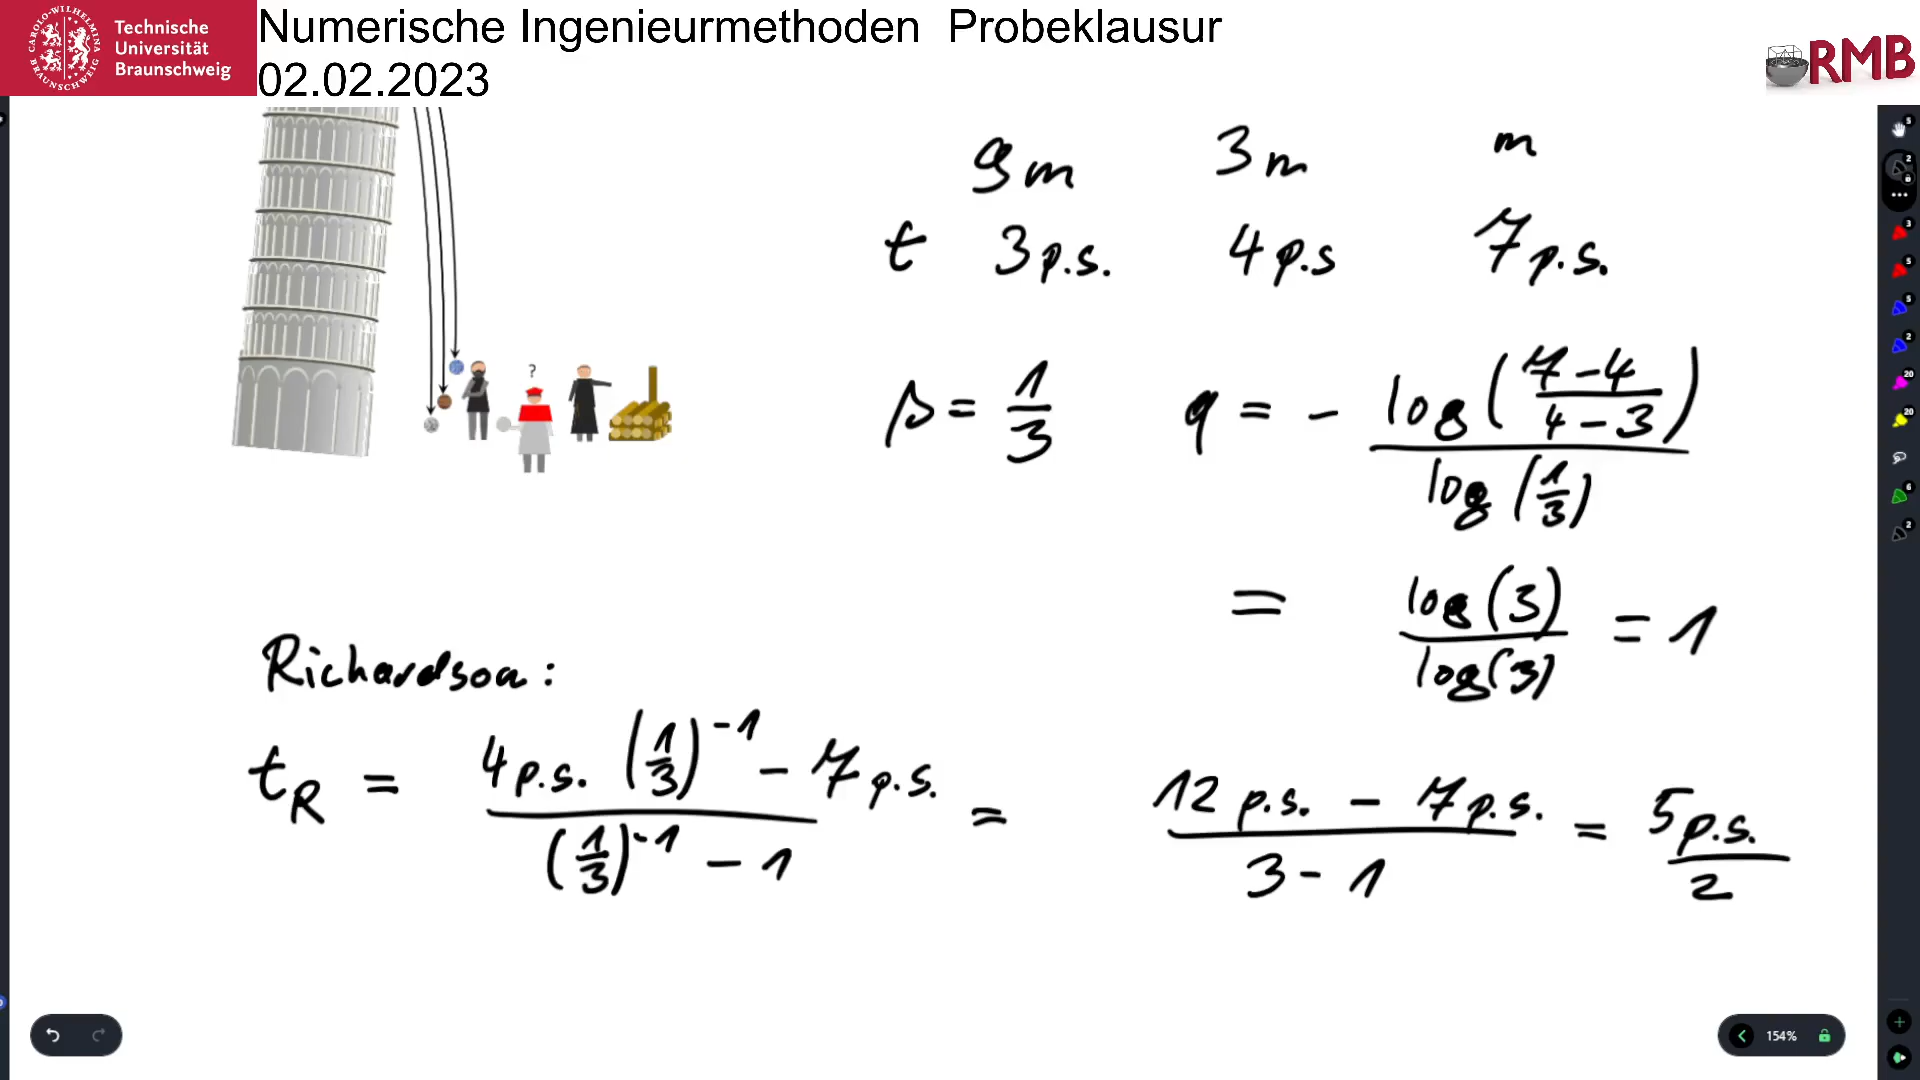 Technische
Universität
Braunschweig
Numerische Ingenieurmethoden Probeklausur
02.02.2023
RMB
9m 3m m
t 3p.s. 4p.s 7p.s.
?
β = 1/3 q = - log((7-4)/(4-3)) / log(1/3)
= log(3)/log(3) = 1
Richardson:
t_R = (4p.s. (1/3)^-1 - 7p.s.) / ((1/3)^-1 - 1) = (12 p.s. - 7p.s.) / (3-1) = 5p.s./2
154%